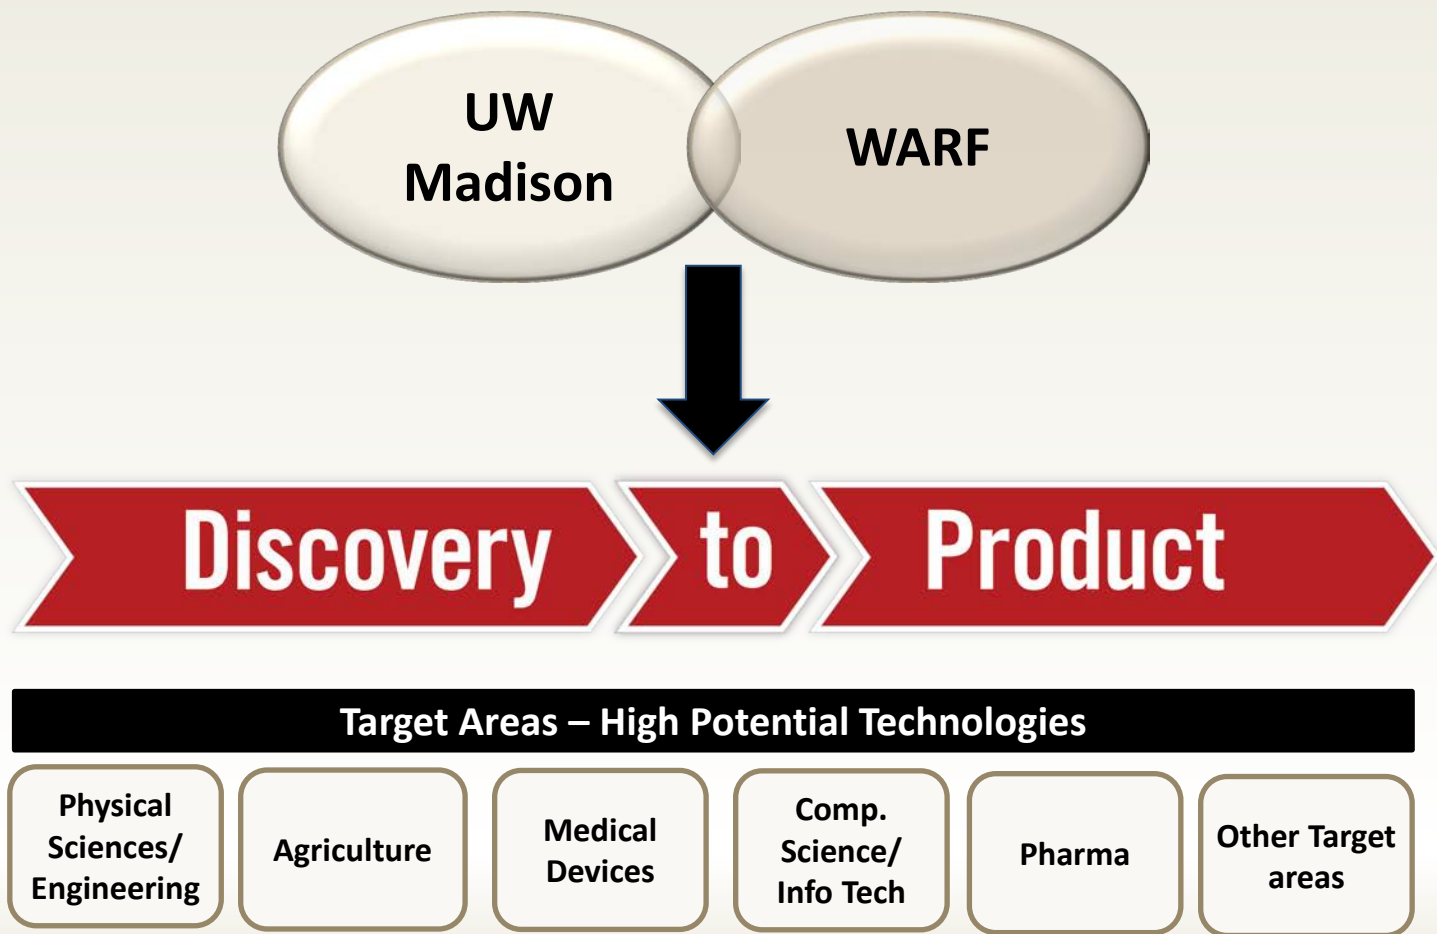 UW
Madison
WARF
Discovery to Product
Target Areas – High Potential Technologies
Physical
Sciences/
Engineering
Agriculture
Medical
Devices
Comp.
Science/
Info Tech
Pharma
Other Target
areas